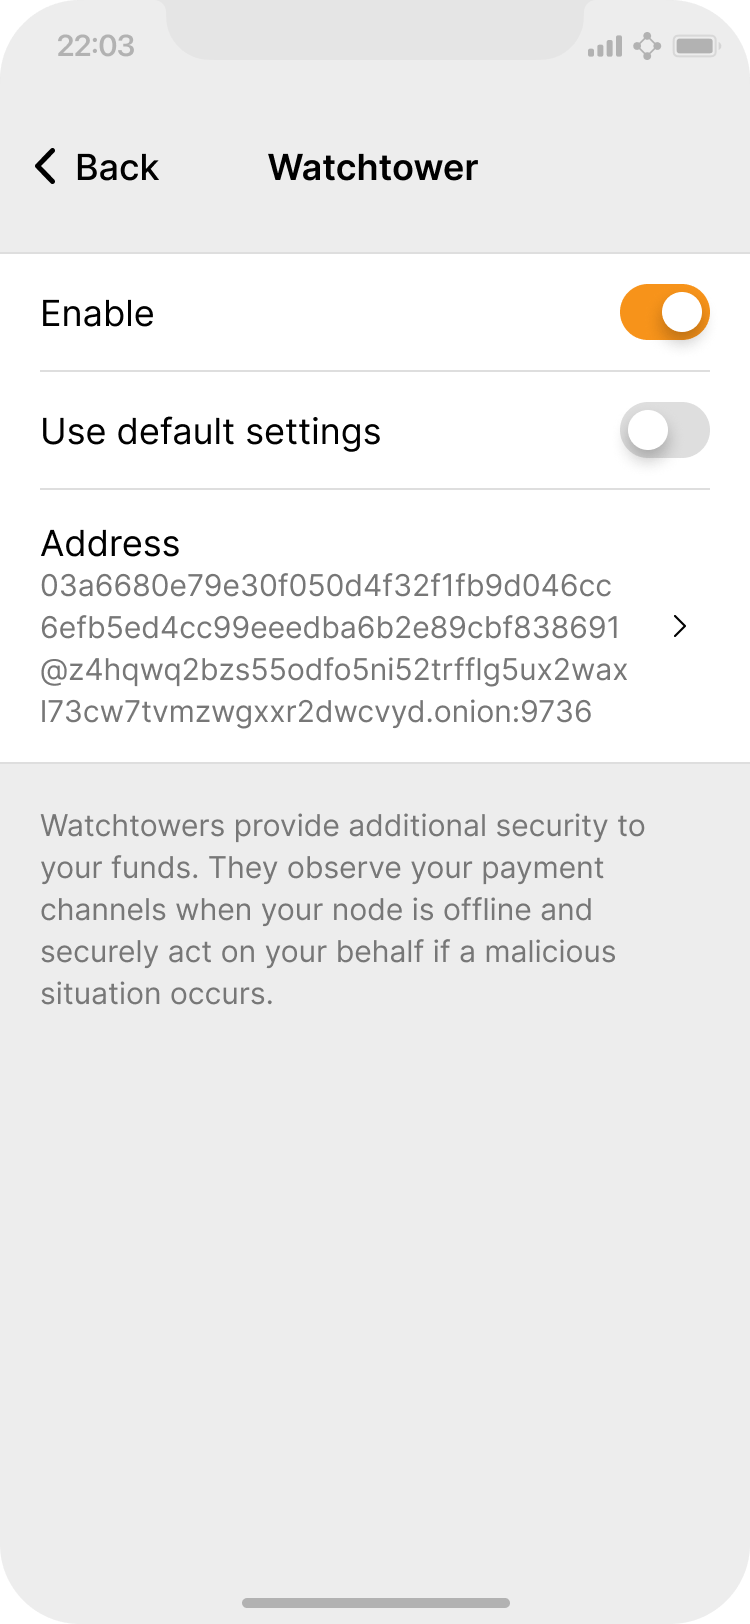 22:03
Back
Watchtower
Enable
Use default settings
Address
03a6680e79e30f050d4f32f1fb9d046cc
6efb5ed4cc99eeedba6b2e89cbf838691
@z4hqwq2bzs55odfo5ni52trfflg5ux2wax
l73cw7tvmzwgxxr2dwcvyd.onion:9736
Watchtowers provide additional security to
your funds. They observe your payment
channels when your node is offline and
securely act on your behalf if a malicious
situation occurs.